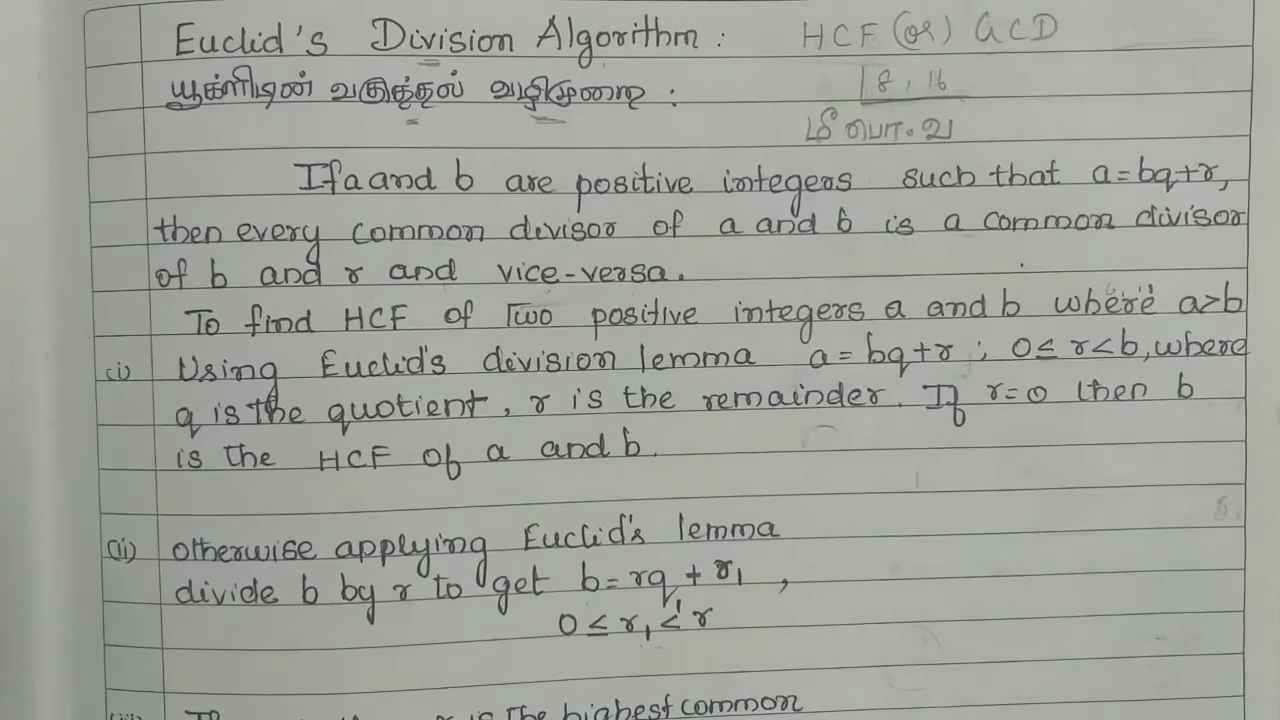 Euclid's Division Algorithm : HCF (or) GCD
யூக்ளிடின் வகுத்தல் வழிமுறை : 8, 16
மீ பொ. வ
If a and b are positive integers such that a = bq+r,
then every common divisor of a and b is a common divisor
of b and r and vice-versa.
To find HCF of Two positive integers a and b where a>b
(i) Using Euclid's division lemma a = bq+r ; 0≤ r<b, where
q is the quotient, r is the remainder. If r=0 then b
is the HCF of a and b.
(ii) otherwise applying Euclid's lemma
divide b by r to get b= rq + r₁ ,
0 ≤ r₁ < r
is the highest common